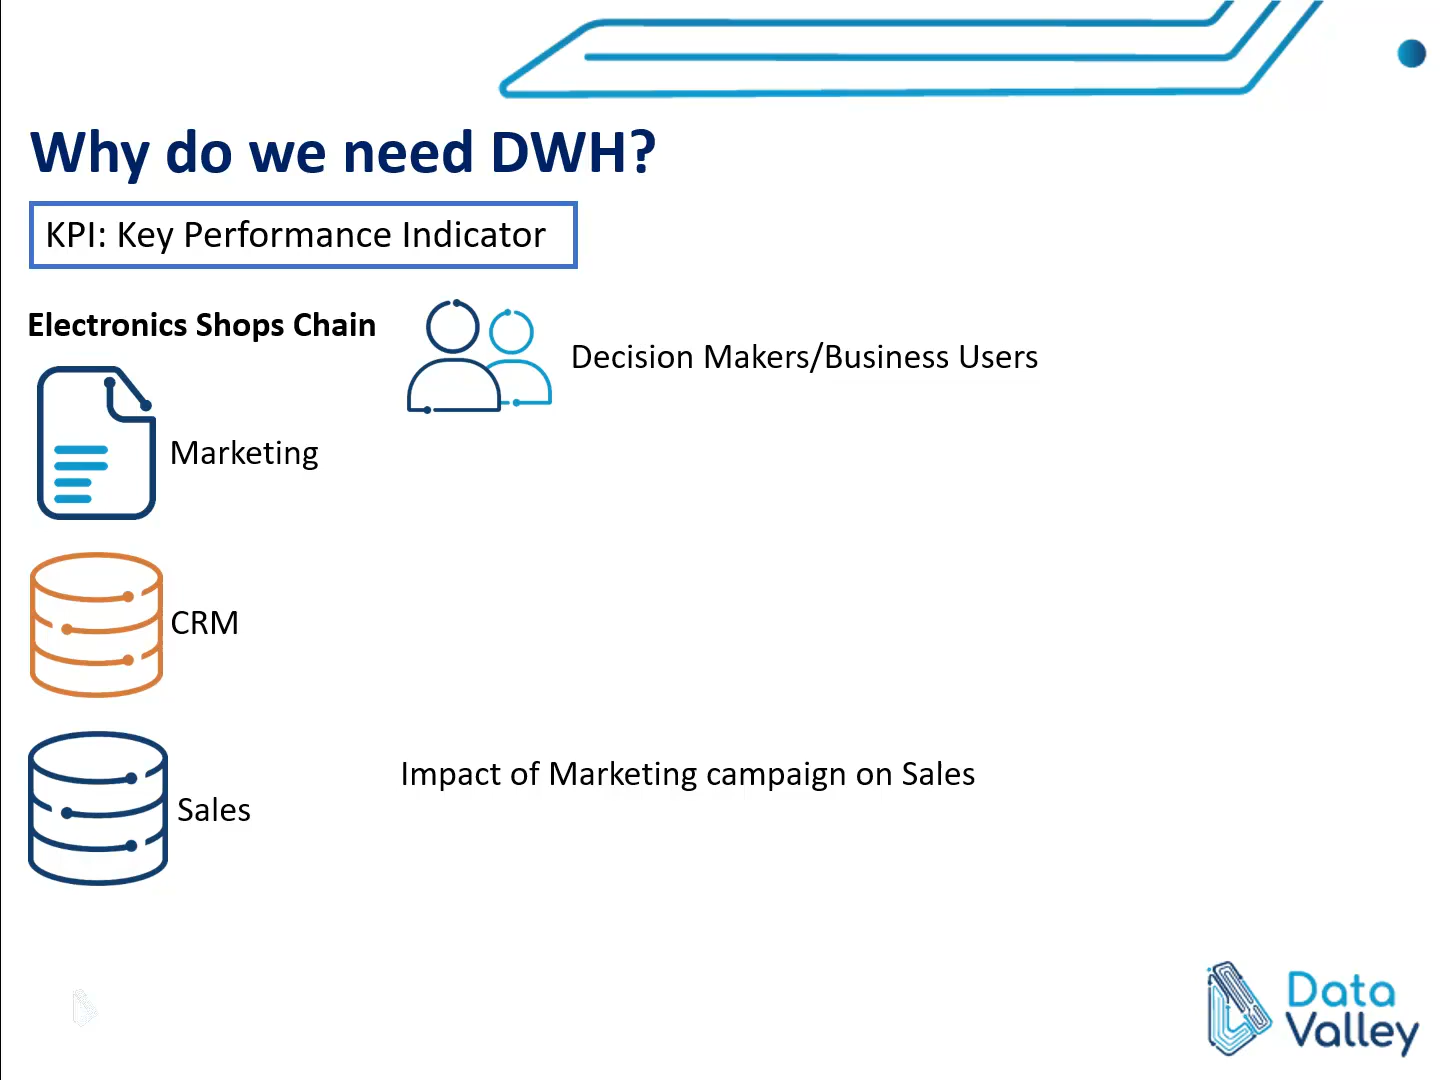 Why do we need DWH?
KPI: Key Performance Indicator
Electronics Shops Chain
Decision Makers/Business Users
Marketing
CRM
Impact of Marketing campaign on Sales
Sales
Data
Valley